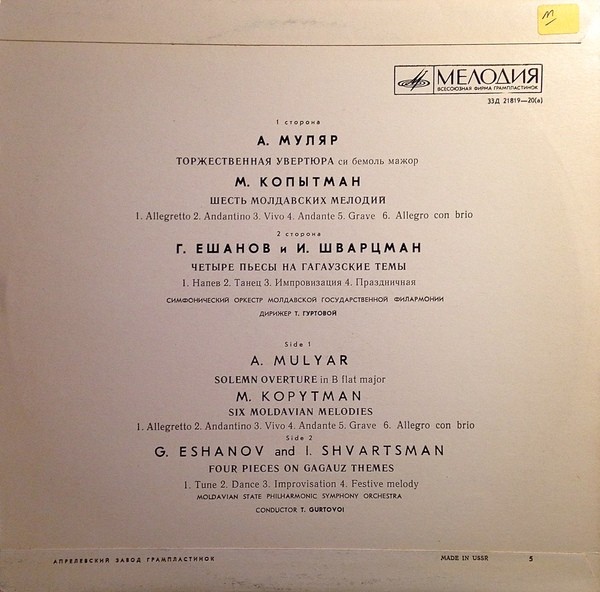 М
МЕЛОДИЯ
ВСЕСОЮЗНАЯ ФИРМА ГРАМПЛАСТИНОК
33Д 21819—20(а)
1 сторона
А. МУЛЯР
ТОРЖЕСТВЕННАЯ УВЕРТЮРА си бемоль мажор
М. КОПЫТМАН
ШЕСТЬ МОЛДАВСКИХ МЕЛОДИЙ
1. Allegretto 2. Andantino 3. Vivo 4. Andante 5. Grave 6. Allegro con brio
2 сторона
Г. ЕШАНОВ и И. ШВАРЦМАН
ЧЕТЫРЕ ПЬЕСЫ НА ГАГАУЗСКИЕ ТЕМЫ
1. Напев 2. Танец 3. Импровизация 4. Праздничная
СИМФОНИЧЕСКИЙ ОРКЕСТР МОЛДАВСКОЙ ГОСУДАРСТВЕННОЙ ФИЛАРМОНИИ
ДИРИЖЕР Т. ГУРТОВОЙ
Side 1
A. MULYAR
SOLEMN OVERTURE in B flat major
M. KOPYTMAN
SIX MOLDAVIAN MELODIES
1. Allegretto 2. Andantino 3. Vivo 4. Andante 5. Grave 6. Allegro con brio
Side 2
G. ESHANOV and I. SHVARTSMAN
FOUR PIECES ON GAGAUZ THEMES
1. Tune 2. Dance 3. Improvisation 4. Festive melody
MOLDAVIAN STATE PHILHARMONIC SYMPHONY ORCHESTRA
CONDUCTOR T. GURTOVOI
АПРЕЛЕВСКИЙ ЗАВОД ГРАМПЛАСТИНОК MADE IN USSR 5